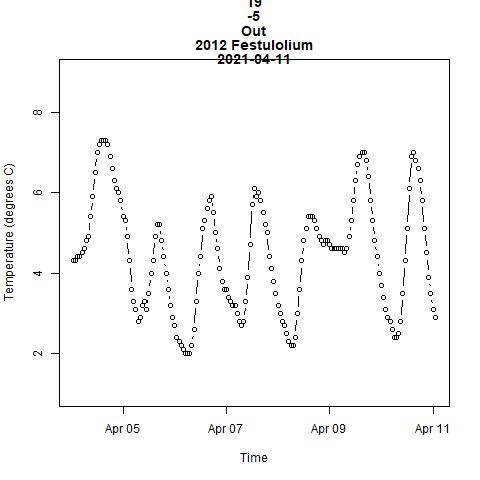 19
-5
Out
2012 Festulolium
2021-04-11
Temperature (degrees C)
8
6
4
2
Apr 05 Apr 07 Apr 09 Apr 11
Time